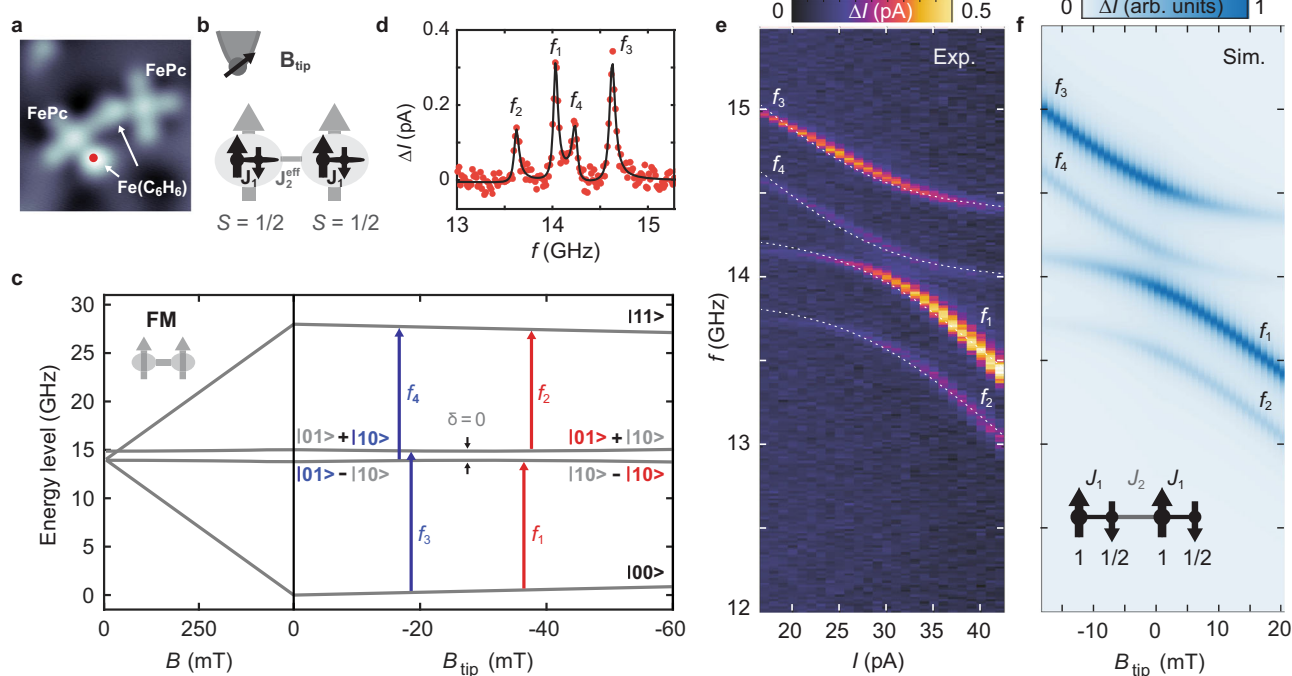 a
FePc
FePc
Fe(C6H6)
b
Btip
J1
J2eff
J1
S = 1/2 S = 1/2
d
ΔI (pA)
0.4
0.2
0
f2
f1
f4
f3
13 14 15
f (GHz)
c
Energy level (GHz)
30
25
20
15
10
5
0
FM
|11>
f4
f2
δ=0
|01>+|10>
|01>+|10>
|01>−|10>
|10>−|10>
f3
f1
|00>
0 250 0 -20 -40 -60
B (mT)
Btip (mT)
e
0 ΔI (pA) 0.5
Exp.
f (GHz)
15
14
13
12
f3
f4
f1
f2
20 25 30 35 40
I (pA)
f
0 ΔI (arb. units) 1
Sim.
f3
f4
f1
f2
J1 J2 J1
1 1/2 1 1/2
-10 0 10 20
Btip (mT)